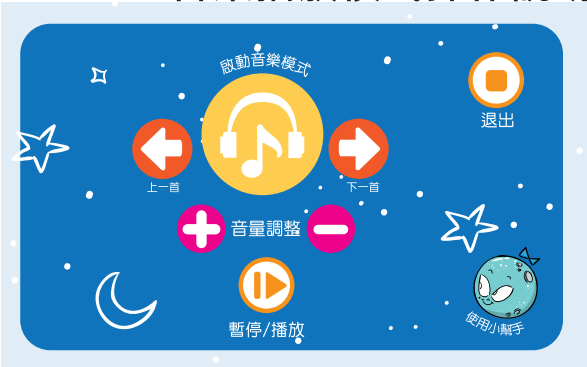 啟動音樂模式
退出
上一首
下一首
音量調整
暫停/播放
使用小幫手